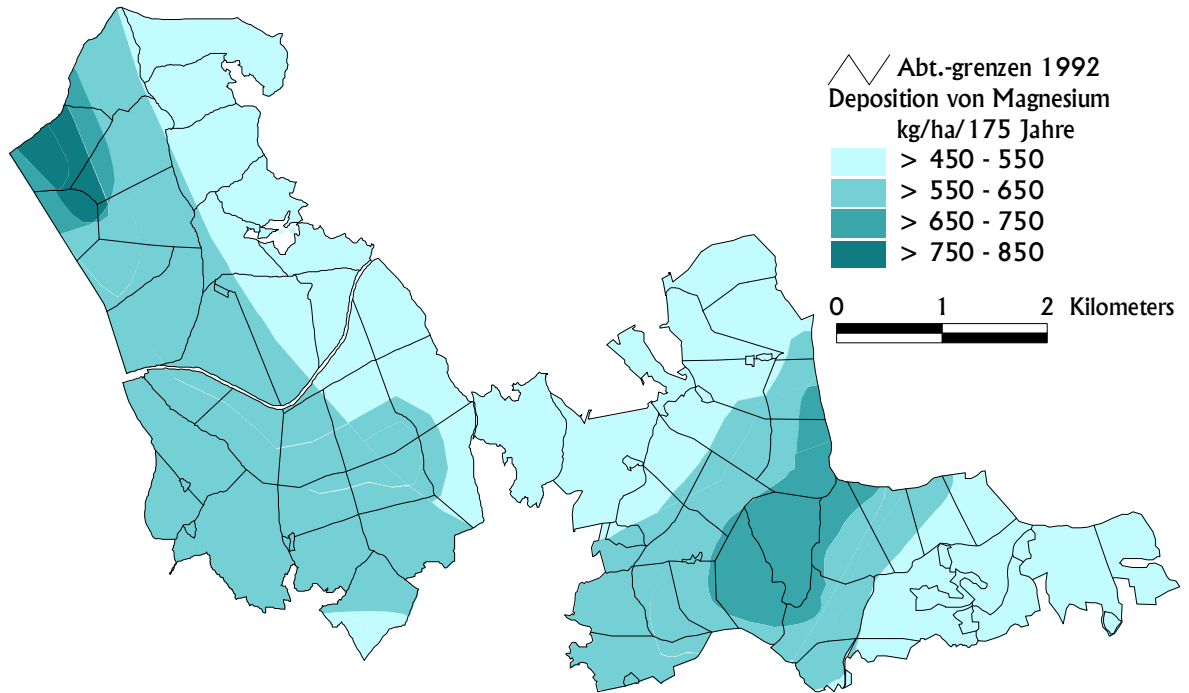 Abt.-grenzen 1992
Deposition von Magnesium
kg/ha/175 Jahre
> 450 - 550
> 550 - 650
> 650 - 750
> 750 - 850
0 1 2 Kilometers